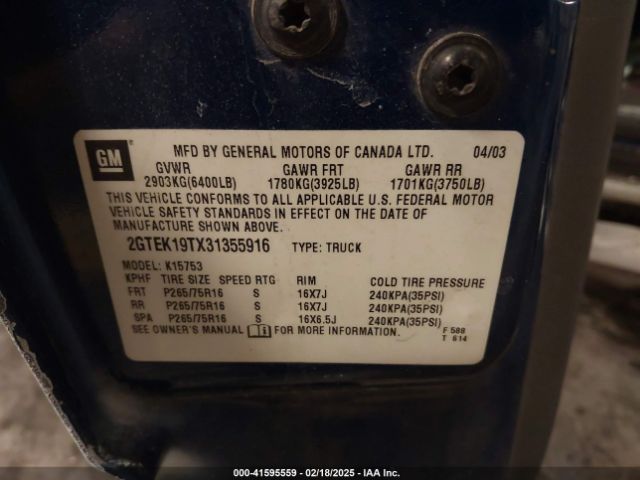 GM
MFD BY GENERAL MOTORS OF CANADA LTD. 04/03
GVWR GAWR FRT GAWR RR
2903KG(6400LB) 1780KG(3925LB) 1701KG(3750LB)
THIS VEHICLE CONFORMS TO ALL APPLICABLE U.S. FEDERAL MOTOR
VEHICLE SAFETY STANDARDS IN EFFECT ON THE DATE OF
MANUFACTURE SHOWN ABOVE.
2GTEK19TX31355916 TYPE: TRUCK
MODEL: K15753
KPHF TIRE SIZE SPEED RTG RIM COLD TIRE PRESSURE
FRT P265/75R16 S 16X7J 240KPA(35PSI)
RR P265/75R16 S 16X7J 240KPA(35PSI)
SPA P265/75R16 S 16X6.5J 240KPA(35PSI)
SEE OWNER'S MANUAL FOR MORE INFORMATION. F 588
T 614
000-41595559 — 02/18/2025 — IAAI.COM